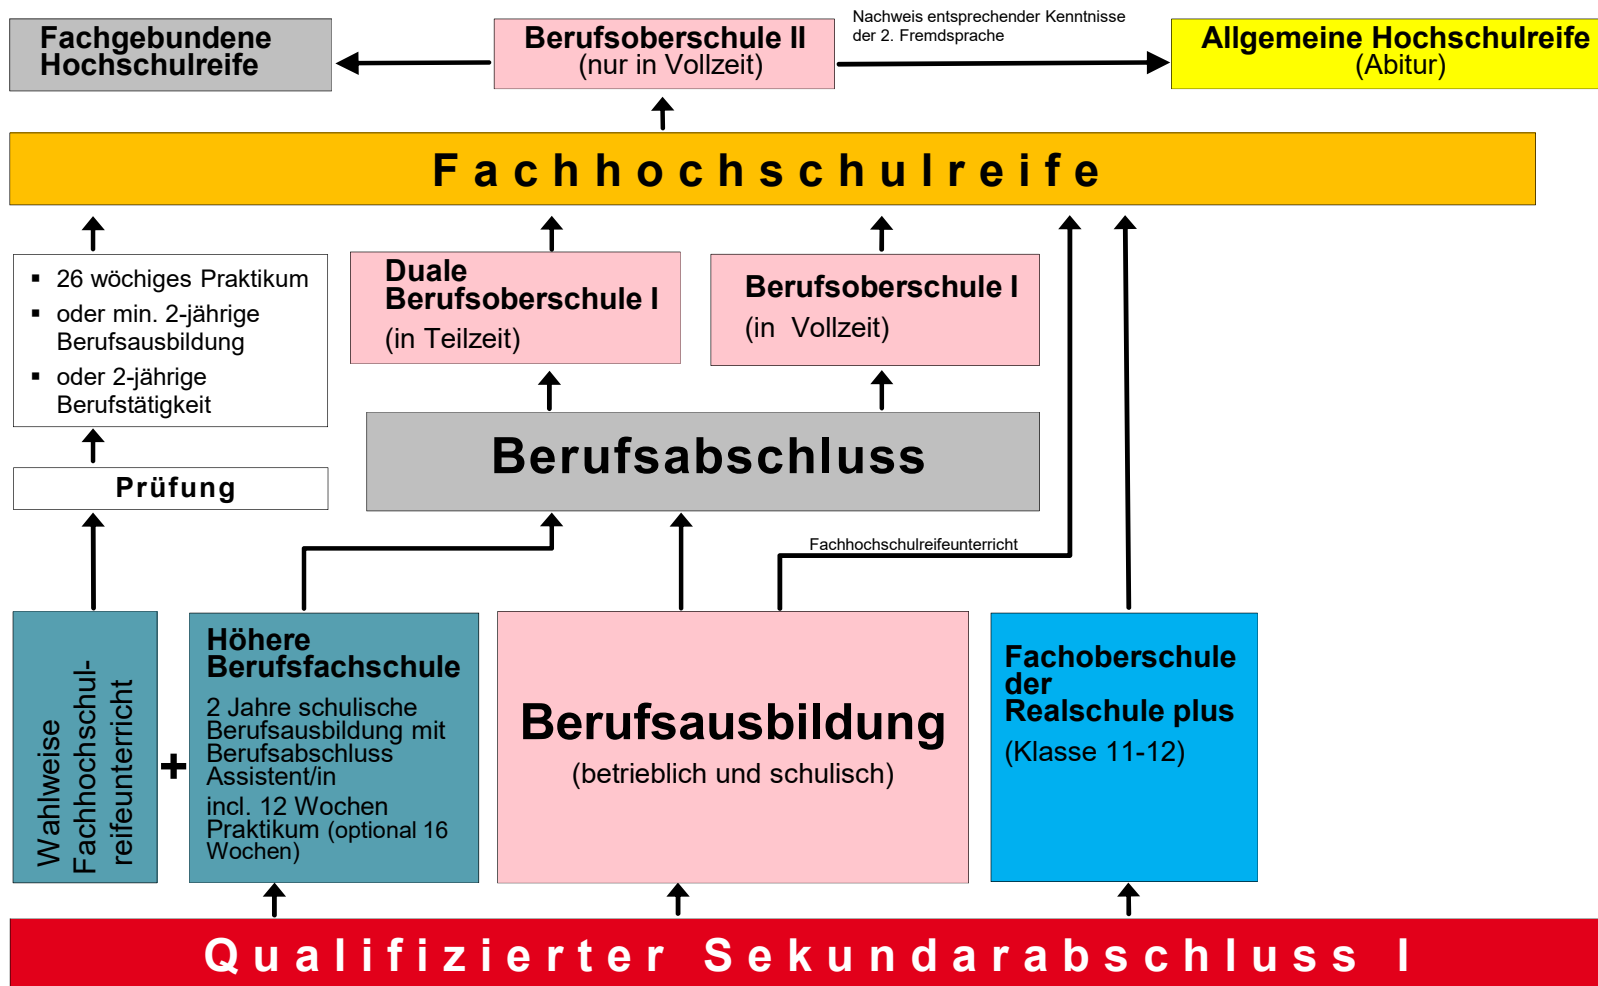 Fachgebundene
Hochschulreife
Berufsoberschule II
(nur in Vollzeit)
Nachweis entsprechender Kenntnisse
der 2. Fremdsprache
Allgemeine Hochschulreife
(Abitur)
Fachhochschulreife
▪ 26 wöchiges Praktikum
▪ oder min. 2-jährige
Berufsausbildung
▪ oder 2-jährige
Berufstätigkeit
Duale
Berufsoberschule I
(in Teilzeit)
Berufsoberschule I
(in Vollzeit)
Berufsabschluss
Prüfung
Fachhochschulreifeunterricht
Wahlweise
Fachhochschul-
reifeunterricht
+
Höhere
Berufsfachschule
2 Jahre schulische
Berufsausbildung mit
Berufsabschluss
Assistent/in
incl. 12 Wochen
Praktikum (optional 16
Wochen)
Berufsausbildung
(betrieblich und schulisch)
Fachoberschule
der
Realschule plus
(Klasse 11-12)
Qualifizierter Sekundarabschluss I